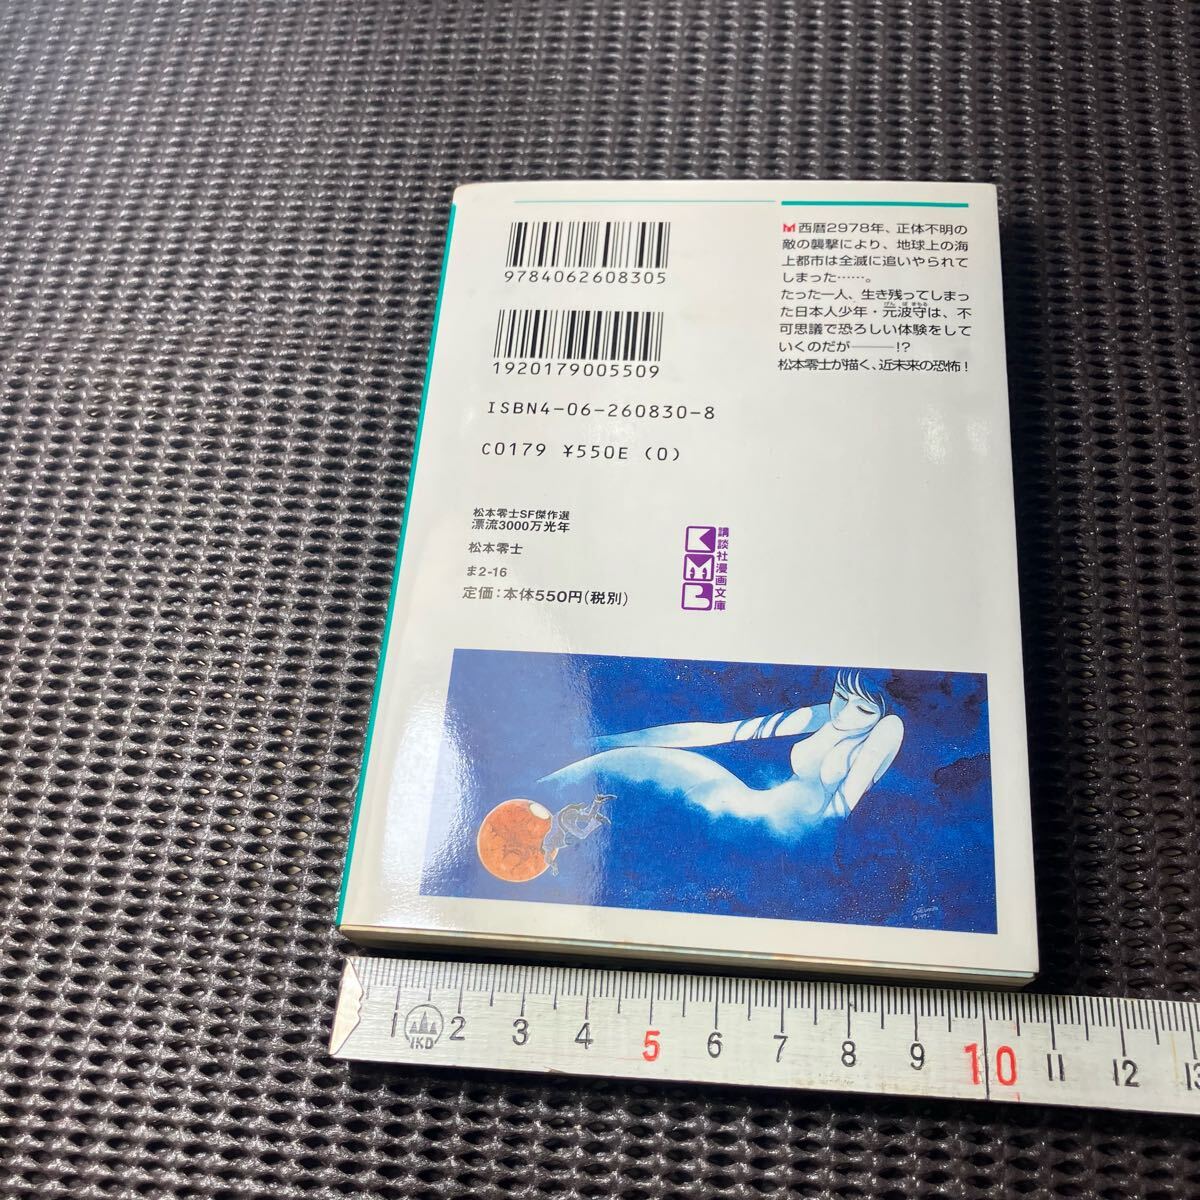 9784062608305
1920179005509
ISBN4-06-260830-8
C0179 ¥550E (0)
西暦2978年、正体不明の
敵の襲撃により、地球上の海
上都市は全滅に追いやられて
しまった……。
たった一人、生き残ってしまっ
た日本人少年・元波守は、不
可思議で恐ろしい体験をして
いくのだが───!?
松本零士が描く、近未来の恐怖!
松本零士SF傑作選
漂流3000万光年
松本零士
ま2-16
定価:本体550円(税別)
KMB
講談社漫画文庫
1 2 3 4 5 6 7 8 9 10 11 12 13
IKD